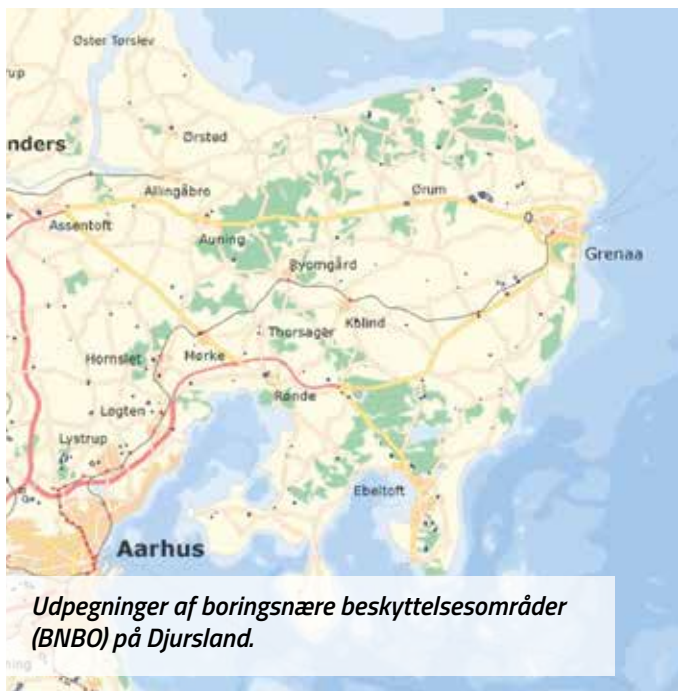 Øster Tørslev
rup
Ørsted
nders
Allingåbro
Ørum
Assentoft
Auning
Grenaa
Ryomgård
Kolind
Thorsager
Hornslet
Mørke
Rønde
Løgten
Lystrup
Ebeltoft
Aarhus
Udpegninger af boringsnære beskyttelsesområder
(BNBO) på Djursland.